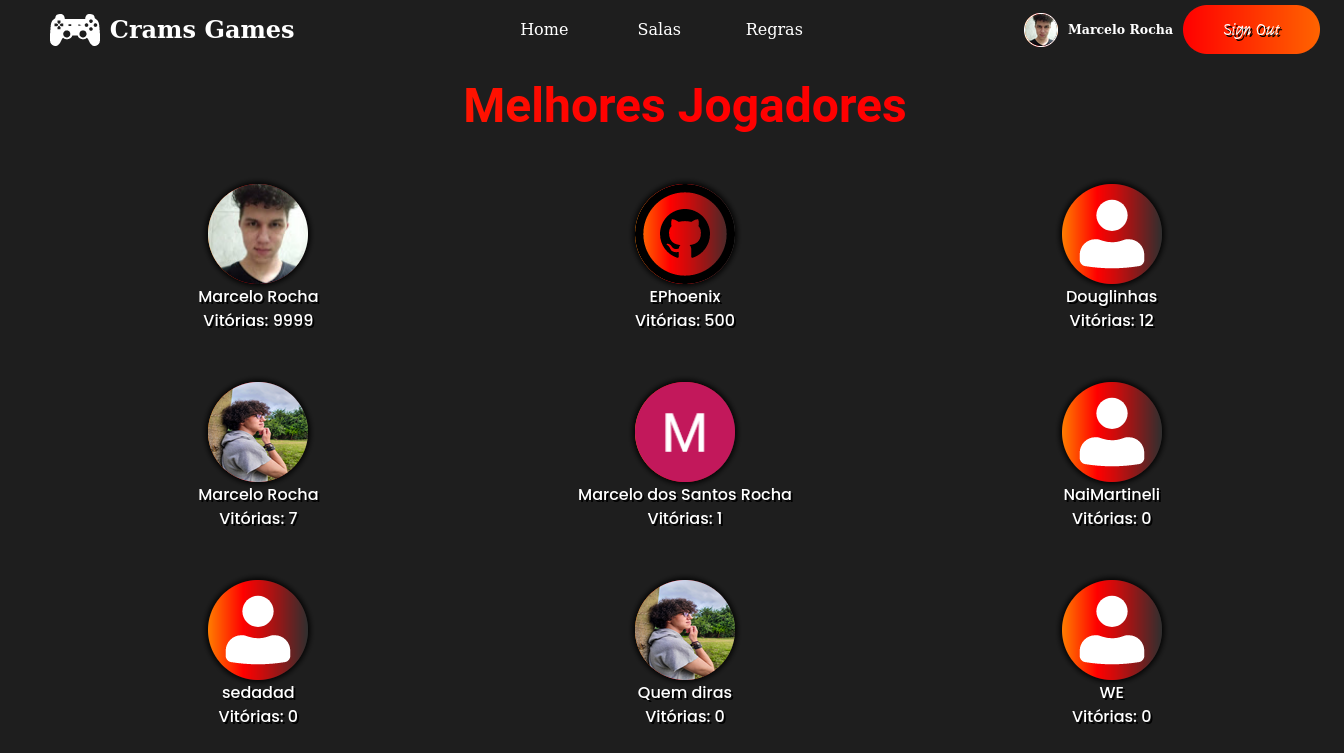 Crams Games
Home Salas Regras
Marcelo Rocha
Sign Out
Melhores Jogadores
Marcelo Rocha
Vitórias: 9999
EPhoenix
Vitórias: 500
Douglinhas
Vitórias: 12
Marcelo Rocha
Vitórias: 7
M
Marcelo dos Santos Rocha
Vitórias: 1
NaiMartineli
Vitórias: 0
sedadad
Vitórias: 0
Quem diras
Vitórias: 0
WE
Vitórias: 0